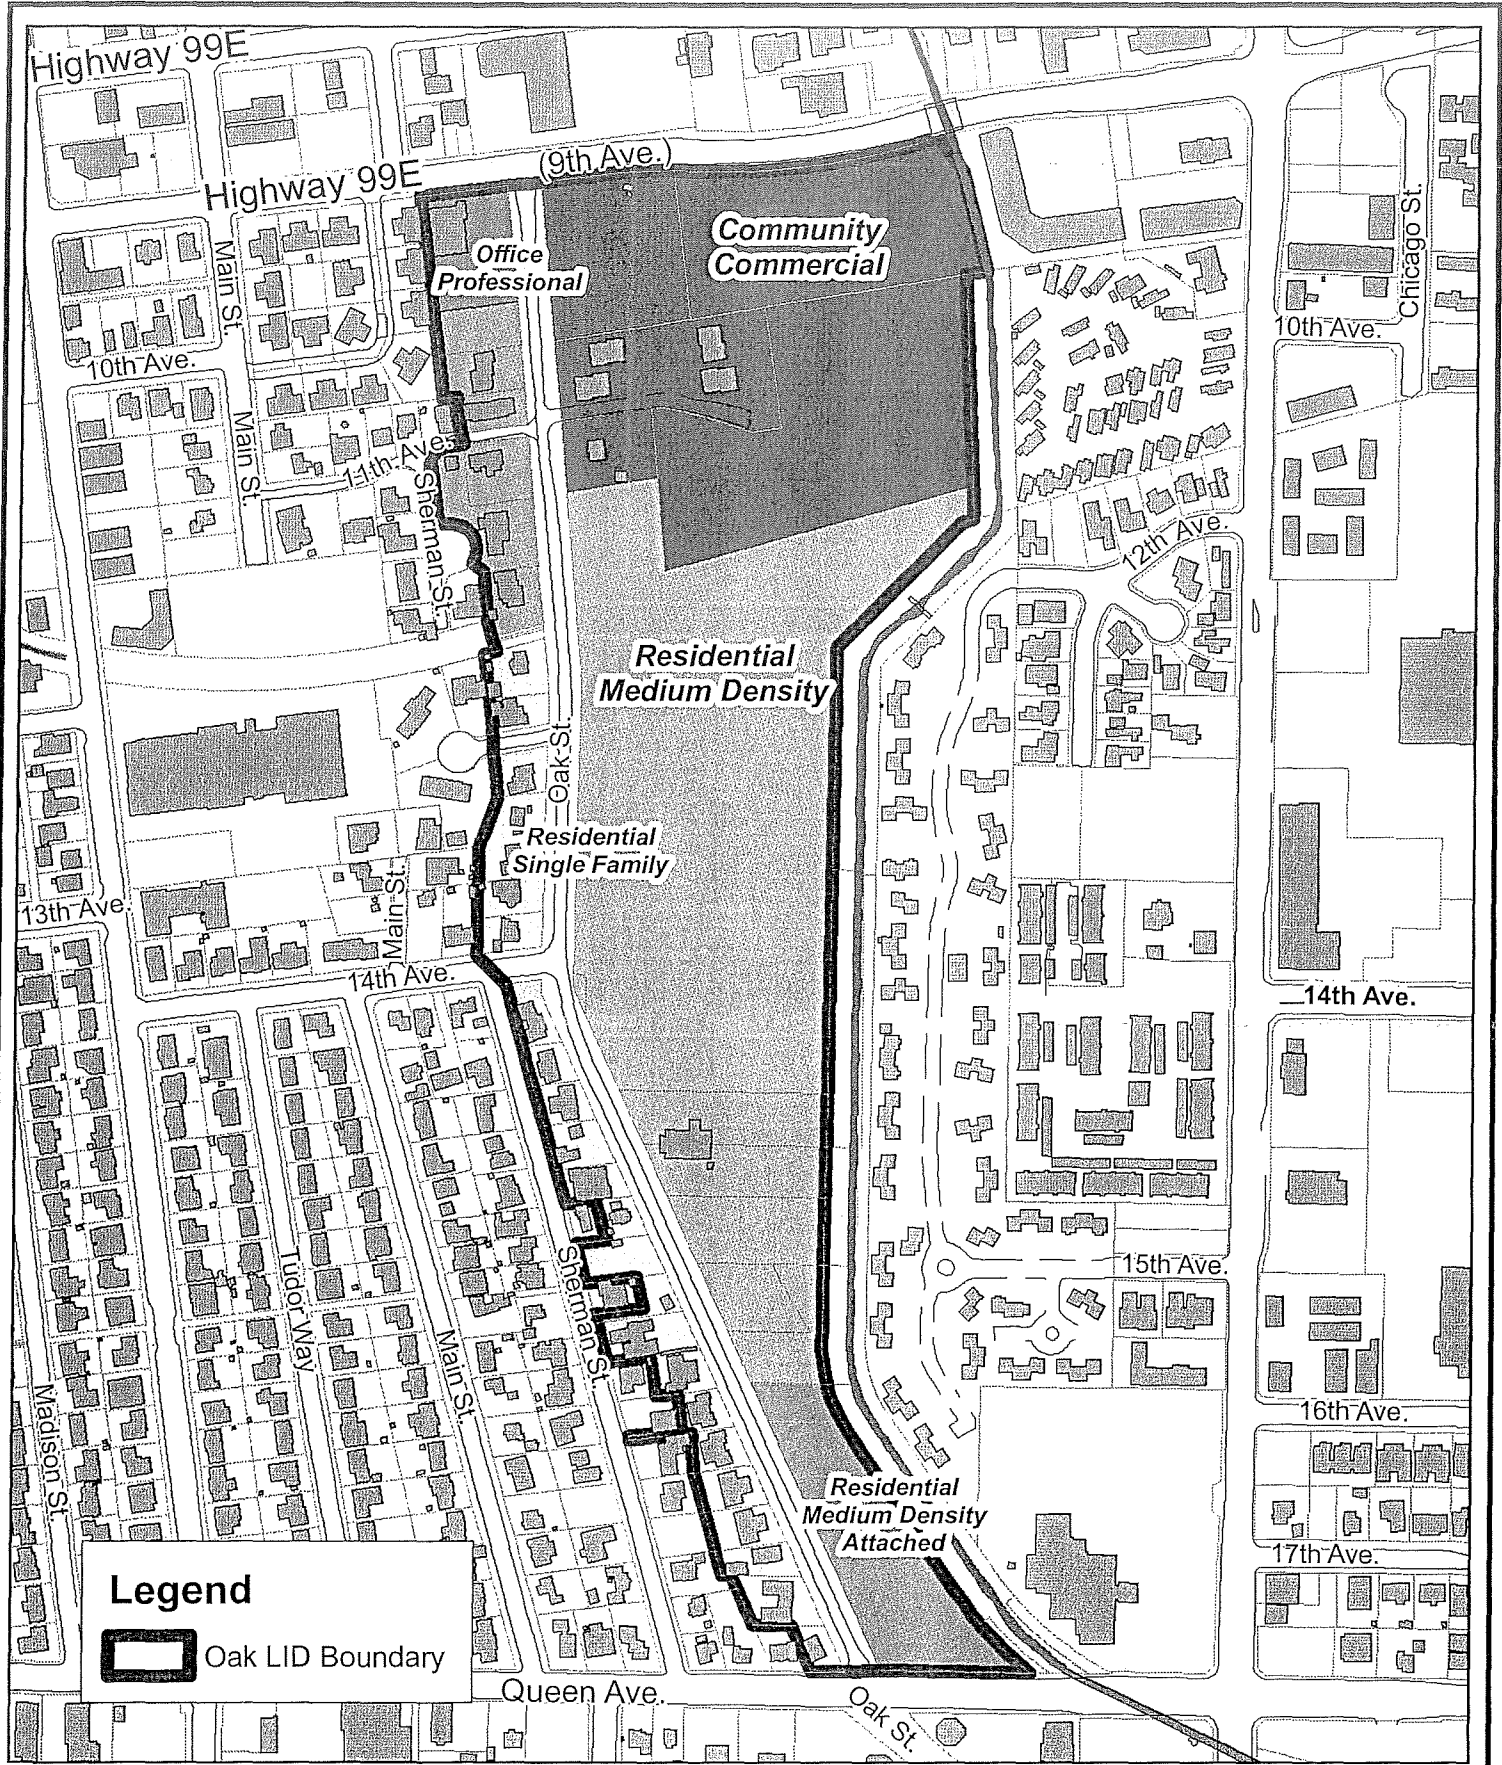 Highway 99E
(9th Ave.)
Highway 99E
Community
Commercial
Office
Professional
Main St.
Chicago St.
10th Ave.
10th Ave.
Main St.
11th Ave.
Sherman St.
12th Ave.
Residential
Medium Density
Oak St.
Residential
Single Family
13th Ave.
Main St.
14th Ave.
14th Ave.
Sherman St.
15th Ave.
Tudor Way
Main St.
Madison St.
16th Ave.
Residential
Medium Density
Attached
17th Ave.
Legend
Oak LID Boundary
Queen Ave.
Oak St.